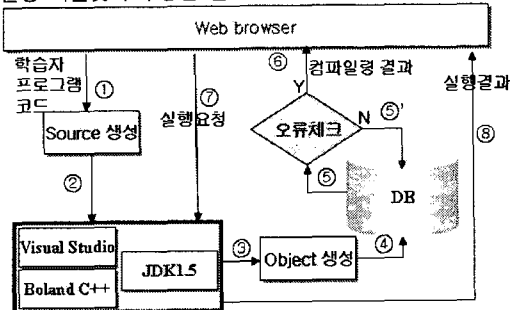 Web browser
학습자
프로그램
코드
①
Source 생성
②
⑦
실행요청
⑥
컴파일링 결과
Y
오류체크
N
⑤'
⑤
DB
실행결과
⑧
Visual Studio
Boland C++
JDK1.5
③
Object 생성
④